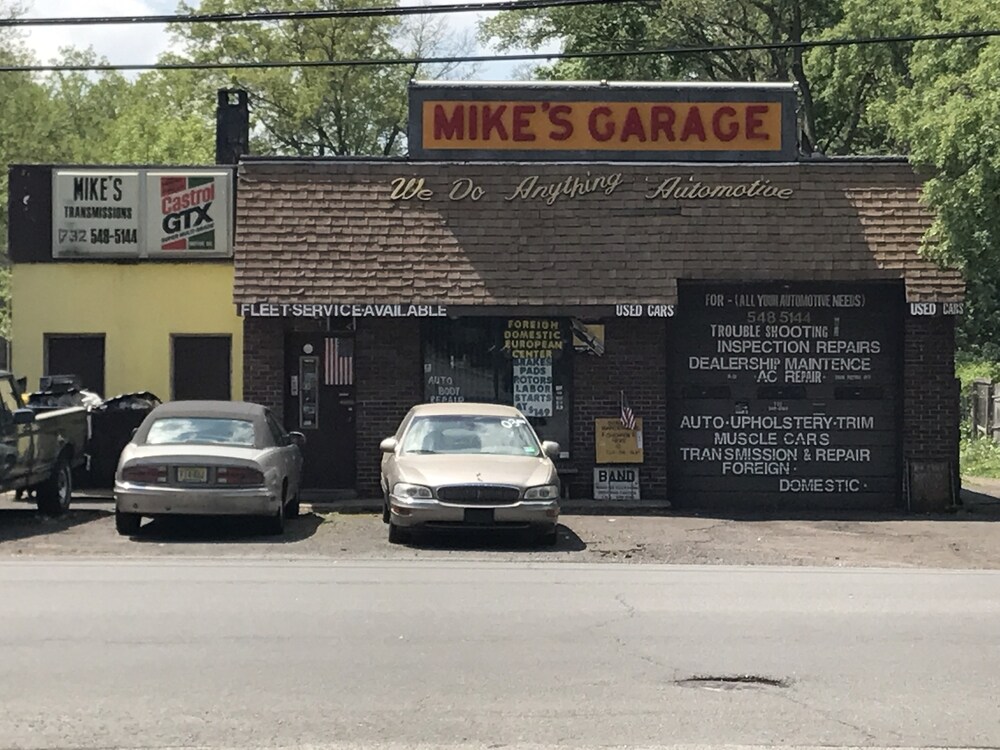 MIKE'S GARAGE
We Do Anything Automotive
MIKE'S
TRANSMISSIONS
732 548-5144
Castrol
GTX
FLEET·SERVICE·AVAILABLE
USED CARS
USED CARS
FOREIGN
DOMESTIC
EUROPEAN
CENTER
BRAKES
PADS
ROTORS
LABOR
STARTS
AT $149
AUTO
BODY
REPAIR
BAND
FOR - (ALL YOUR AUTOMOTIVE NEEDS)
548 5144
TROUBLE SHOOTING
INSPECTION REPAIRS
DEALERSHIP MAINTENCE
AC REPAIR
AUTO·UPHOLSTERY·TRIM
MUSCLE CARS
TRANSMISSION & REPAIR
FOREIGN·
DOMESTIC·